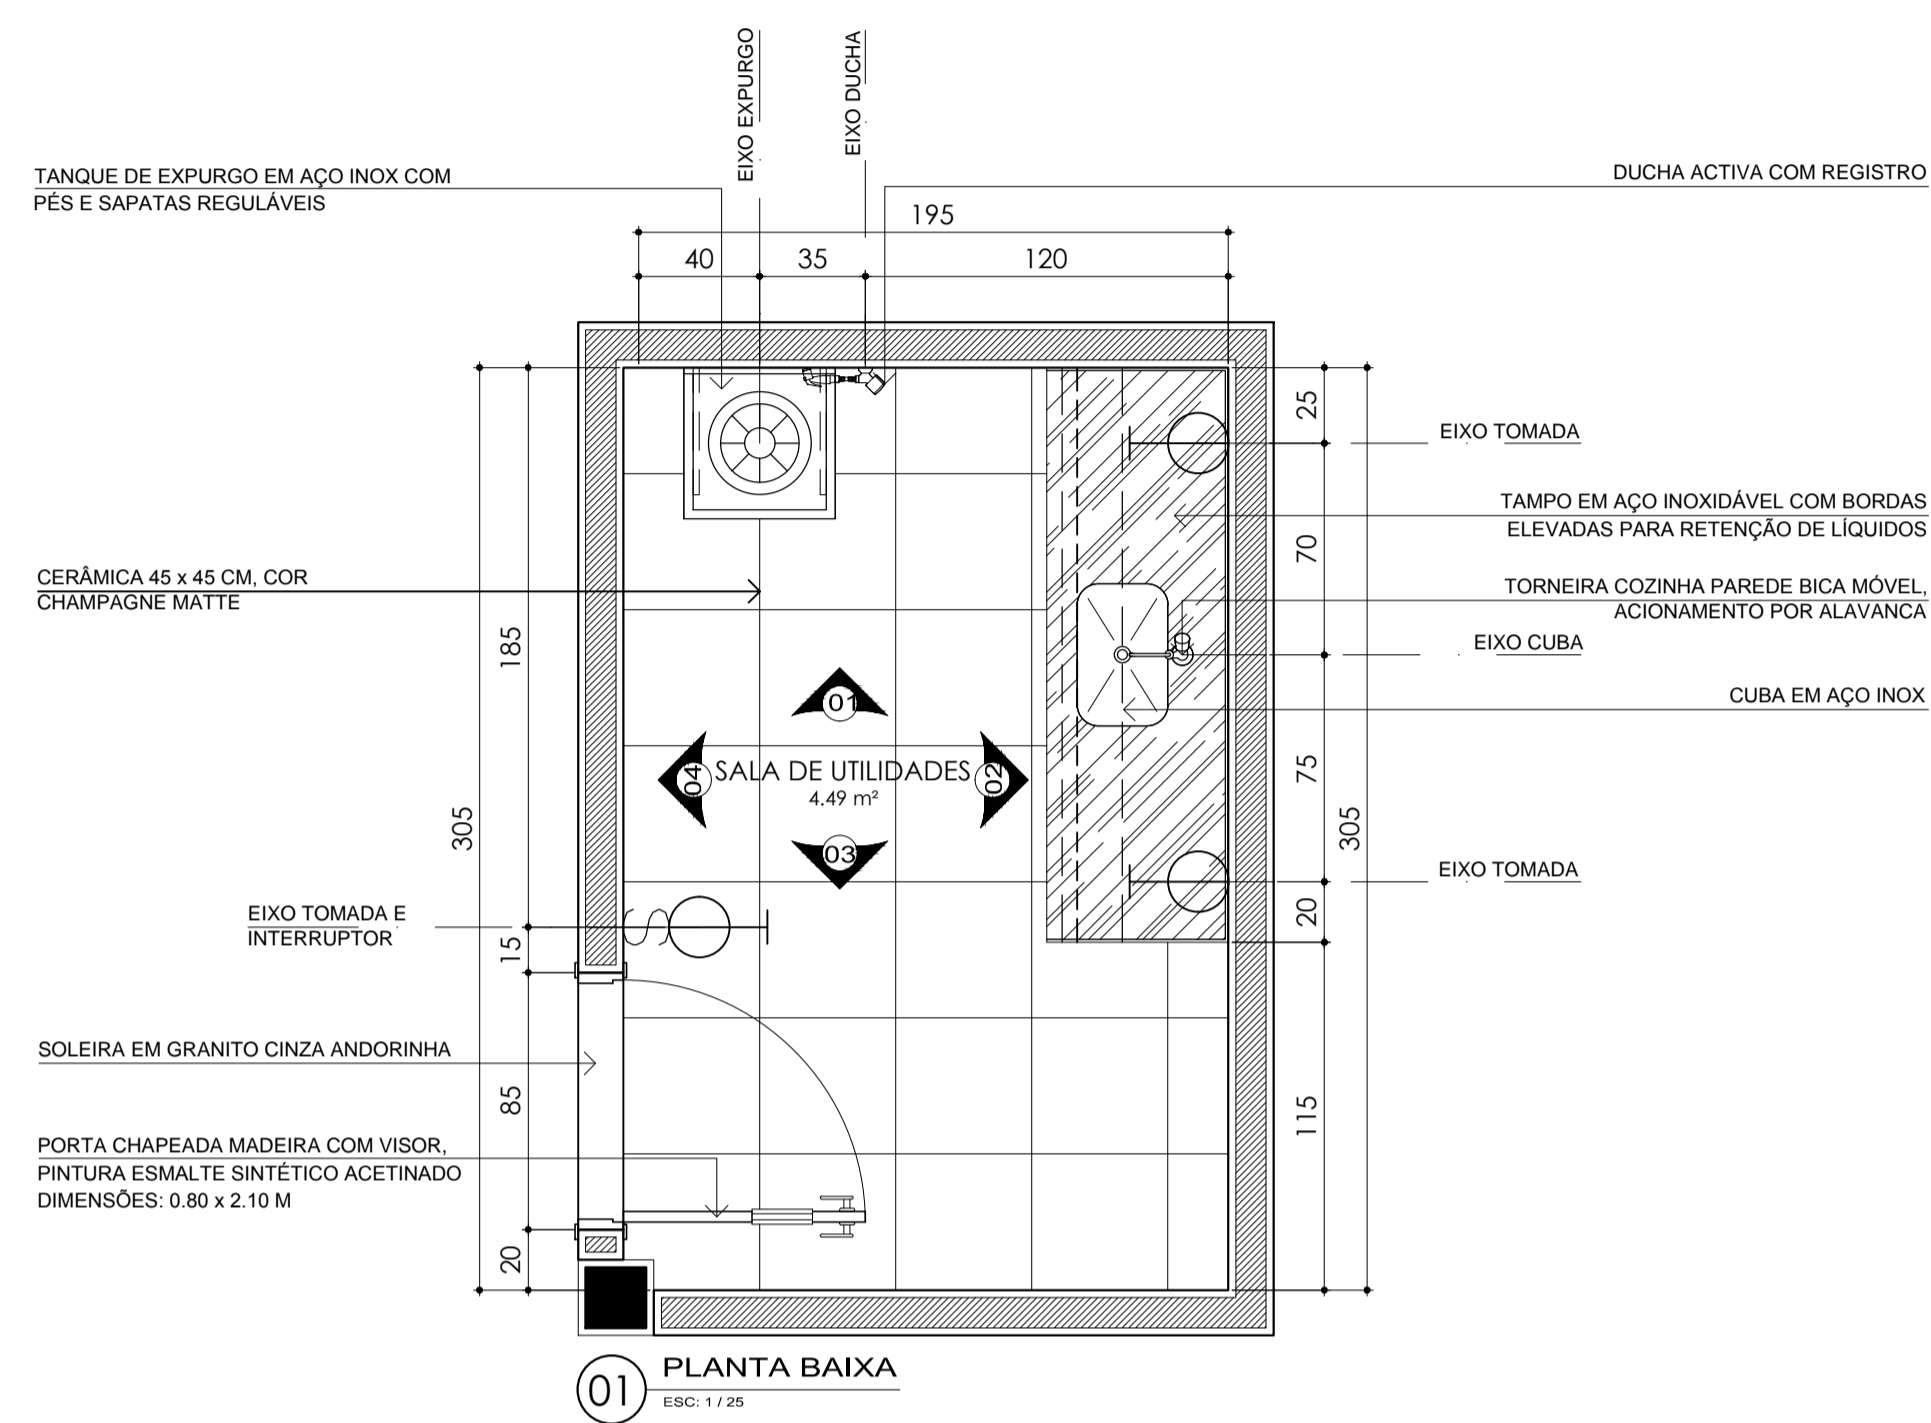 EIXO EXPURGO
EIXO DUCHA
TANQUE DE EXPURGO EM AÇO INOX COM
PÉS E SAPATAS REGULÁVEIS
DUCHA ACTIVA COM REGISTRO
195
40
35
120
25
EIXO TOMADA
TAMPO EM AÇO INOXIDÁVEL COM BORDAS
ELEVADAS PARA RETENÇÃO DE LÍQUIDOS
70
CERÂMICA 45 x 45 CM, COR
CHAMPAGNE MATTE
TORNEIRA COZINHA PAREDE BICA MÓVEL,
ACIONAMENTO POR ALAVANCA
185
EIXO CUBA
CUBA EM AÇO INOX
01
04
SALA DE UTILIDADES
02
4.49 m²
75
305
305
03
EIXO TOMADA
EIXO TOMADA E
INTERRUPTOR
15
20
SOLEIRA EM GRANITO CINZA ANDORINHA
85
115
PORTA CHAPEADA MADEIRA COM VISOR,
PINTURA ESMALTE SINTÉTICO ACETINADO
DIMENSÕES: 0.80 x 2.10 M
20
01
PLANTA BAIXA
ESC: 1 / 25